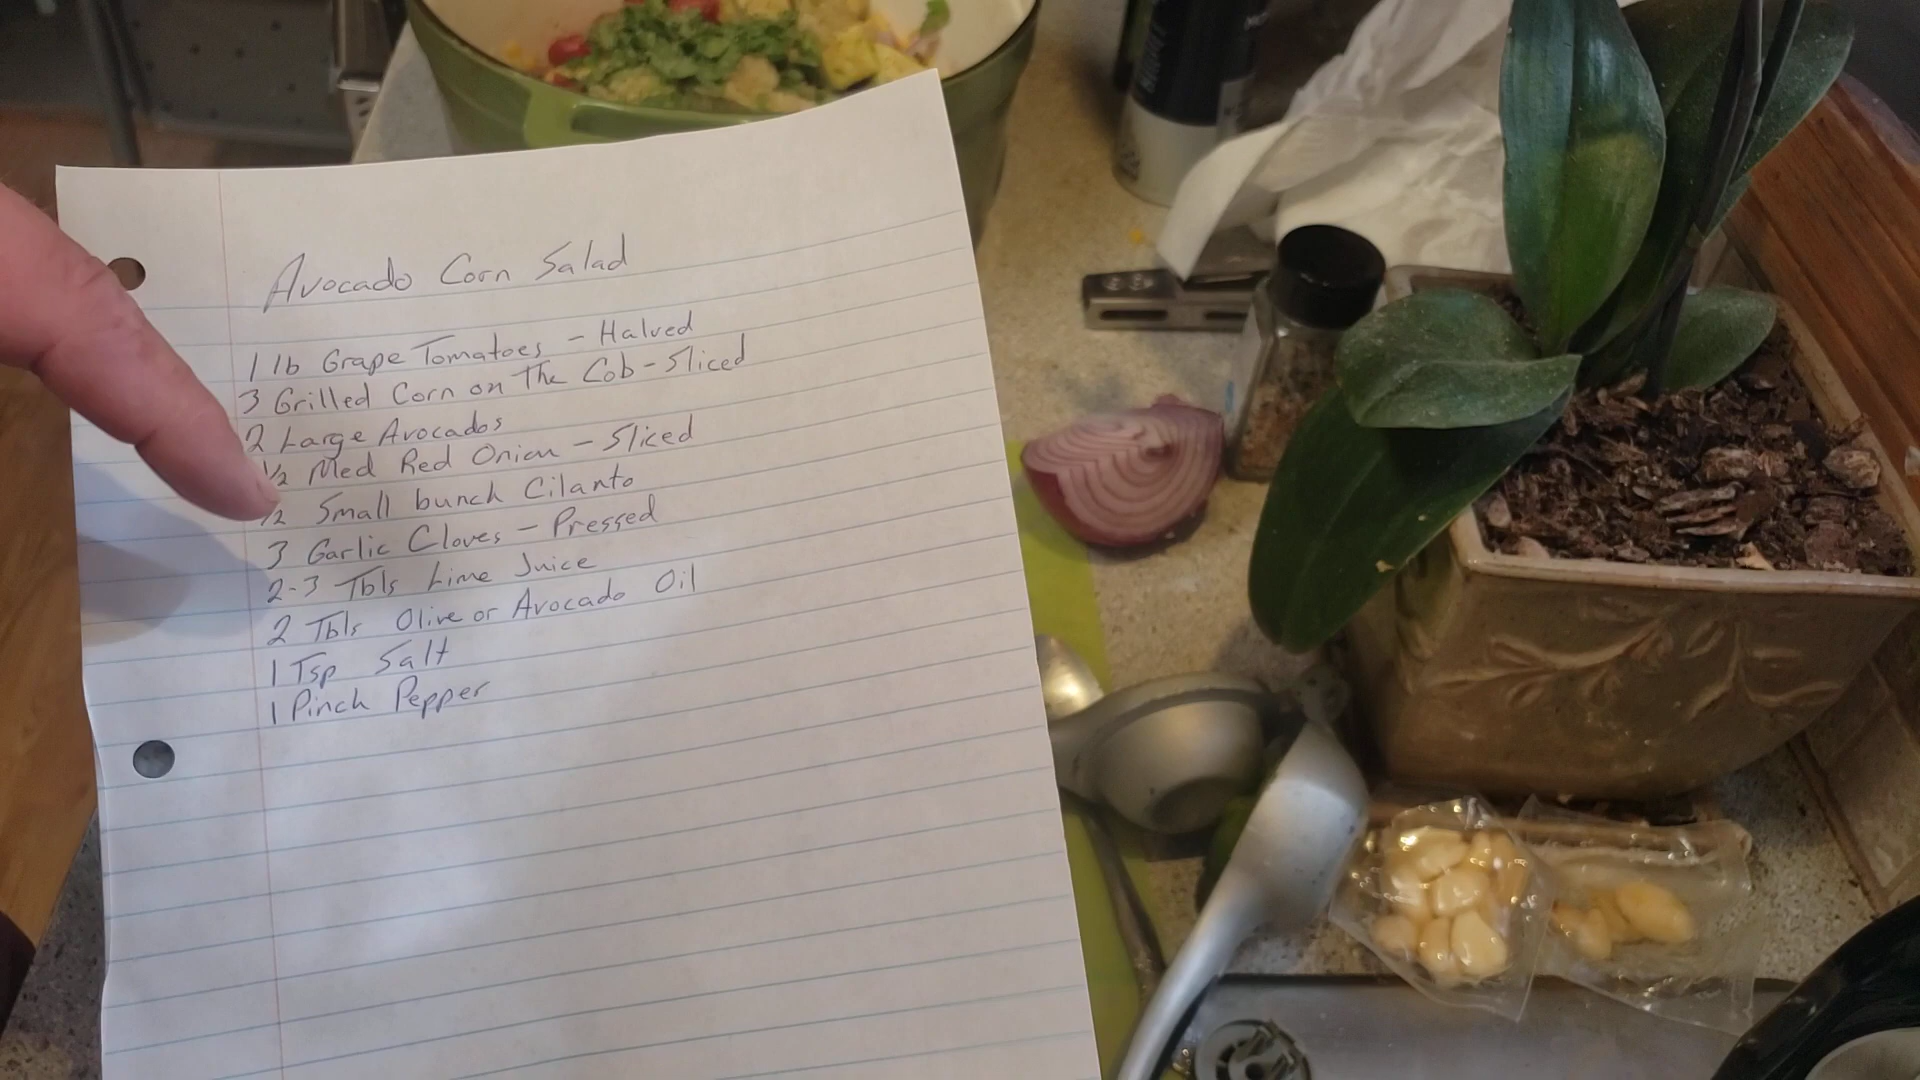 Avocado Corn Salad
1 lb Grape Tomatoes - Halved
3 Grilled Corn on The Cob - Sliced
2 Large Avocados
1/2 Med Red Onion - Sliced
1/2 Small bunch Cilanto
3 Garlic Cloves - Pressed
2-3 Tbls Lime Juice
2 Tbls Olive or Avocado Oil
1 Tsp Salt
1 Pinch Pepper